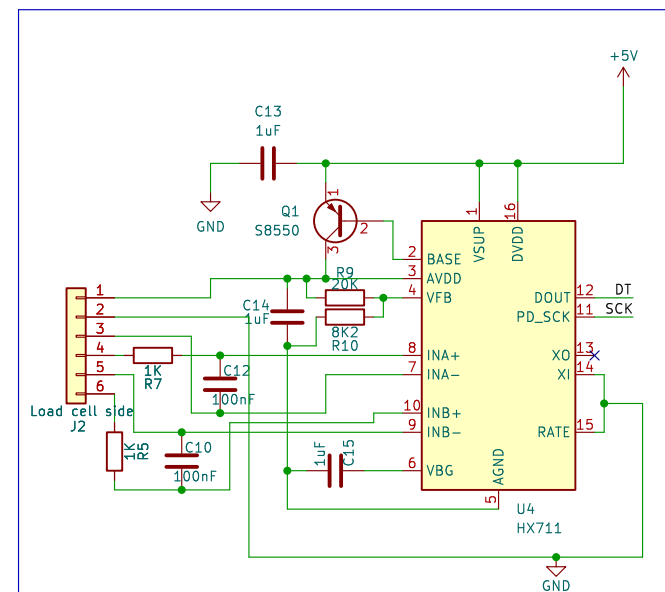 +5V
C13
1uF
GND
Q1
S8550
1
2
3
1
16
VSUP
DVDD
2
BASE
3
AVDD
4
VFB
R9
20K
8K2
R10
C14
1uF
DOUT
12
DT
PD_SCK
11
SCK
XO
13
XI
14
RATE
15
8
INA+
7
INA-
10
INB+
9
INB-
6
VBG
AGND
5
U4
HX711
1
2
3
4
5
6
Load cell side
J2
1K
R7
C12
100nF
1K
R5
C10
100nF
1uF
C15
GND